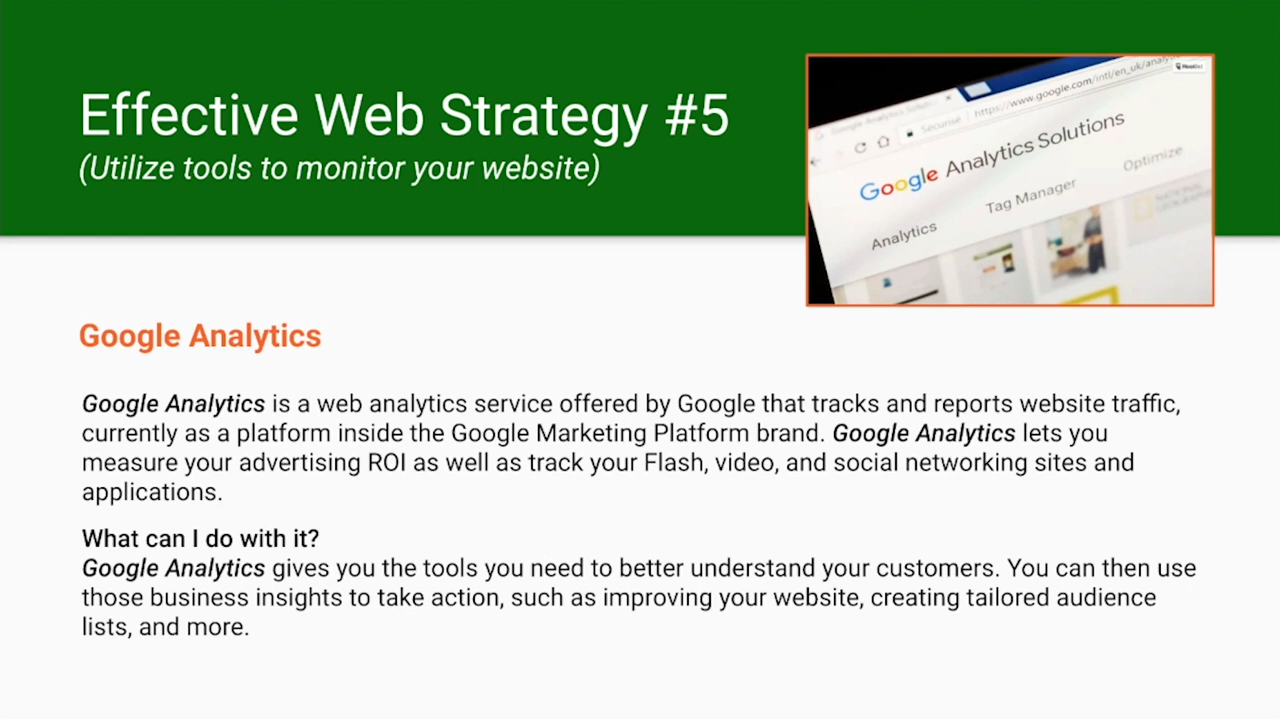 Effective Web Strategy #5
(Utilize tools to monitor your website)
https://www.google.com/intl/en_uk/analyt
Sécurisé
Google Analytics Solutions
Analytics
Tag Manager
Optimize
Google Analytics
Google Analytics is a web analytics service offered by Google that tracks and reports website traffic,
currently as a platform inside the Google Marketing Platform brand. Google Analytics lets you
measure your advertising ROI as well as track your Flash, video, and social networking sites and
applications.
What can I do with it?
Google Analytics gives you the tools you need to better understand your customers. You can then use
those business insights to take action, such as improving your website, creating tailored audience
lists, and more.